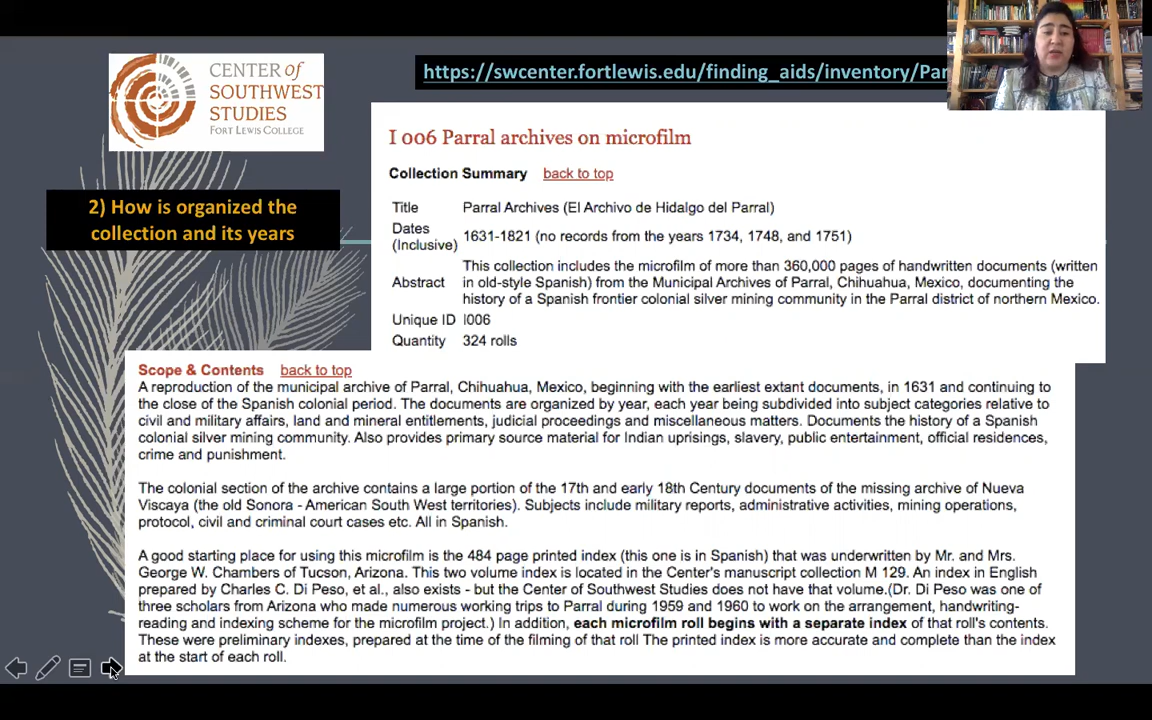 https://swcenter.fortlewis.edu/finding_aids/inventory/Par
CENTER of
SOUTHWEST
STUDIES
FORT LEWIS COLLEGE
2) How is organized the
collection and its years
I 006 Parral archives on microfilm
Collection Summary back to top
Title Parral Archives (El Archivo de Hidalgo del Parral)
Dates
(Inclusive) 1631-1821 (no records from the years 1734, 1748, and 1751)
Abstract This collection includes the microfilm of more than 360,000 pages of handwritten documents (written
in old-style Spanish) from the Municipal Archives of Parral, Chihuahua, Mexico, documenting the
history of a Spanish frontier colonial silver mining community in the Parral district of northern Mexico.
Unique ID I006
Quantity 324 rolls
Scope & Contents back to top
A reproduction of the municipal archive of Parral, Chihuahua, Mexico, beginning with the earliest extant documents, in 1631 and continuing to
the close of the Spanish colonial period. The documents are organized by year, each year being subdivided into subject categories relative to
civil and military affairs, land and mineral entitlements, judicial proceedings and miscellaneous matters. Documents the history of a Spanish
colonial silver mining community. Also provides primary source material for Indian uprisings, slavery, public entertainment, official residences,
crime and punishment.
The colonial section of the archive contains a large portion of the 17th and early 18th Century documents of the missing archive of Nueva
Viscaya (the old Sonora - American South West territories). Subjects include military reports, administrative activities, mining operations,
protocol, civil and criminal court cases etc. All in Spanish.
A good starting place for using this microfilm is the 484 page printed index (this one is in Spanish) that was underwritten by Mr. and Mrs.
George W. Chambers of Tucson, Arizona. This two volume index is located in the Center's manuscript collection M 129. An index in English
prepared by Charles C. Di Peso, et al., also exists - but the Center of Southwest Studies does not have that volume.(Dr. Di Peso was one of
three scholars from Arizona who made numerous working trips to Parral during 1959 and 1960 to work on the arrangement, handwriting-
reading and indexing scheme for the microfilm project.) In addition, each microfilm roll begins with a separate index of that roll's contents.
These were preliminary indexes, prepared at the time of the filming of that roll The printed index is more accurate and complete than the index
at the start of each roll.